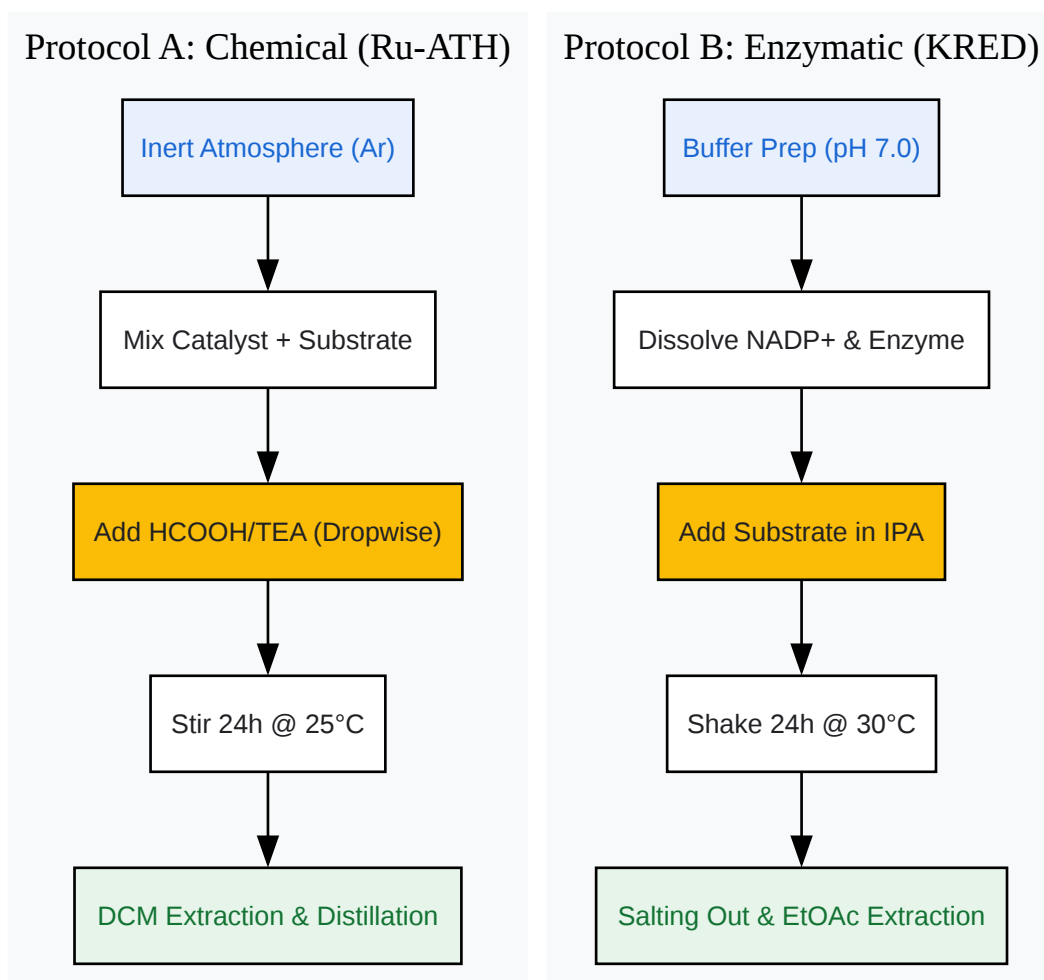 Protocol A: Chemical (Ru-ATH)
Inert Atmosphere (Ar)
Mix Catalyst + Substrate
Add HCOOH/TEA (Dropwise)
Stir 24h @ 25°C
DCM Extraction & Distillation
Protocol B: Enzymatic (KRED)
Buffer Prep (pH 7.0)
Dissolve NADP+ & Enzyme
Add Substrate in IPA
Shake 24h @ 30°C
Salting Out & EtOAc Extraction